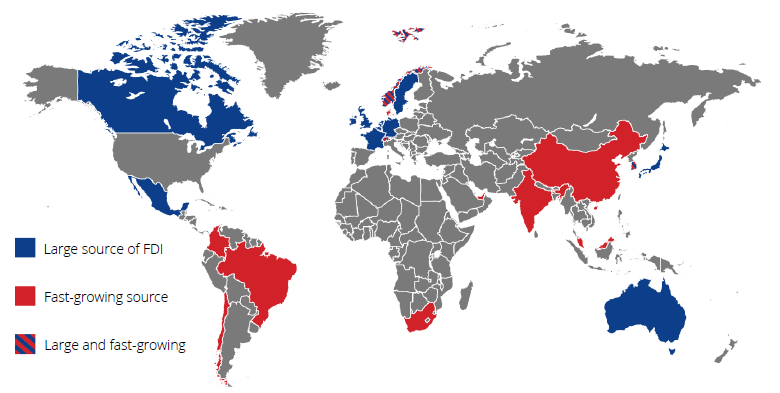 Large source of FDI
Fast-growing source
Large and fast-growing